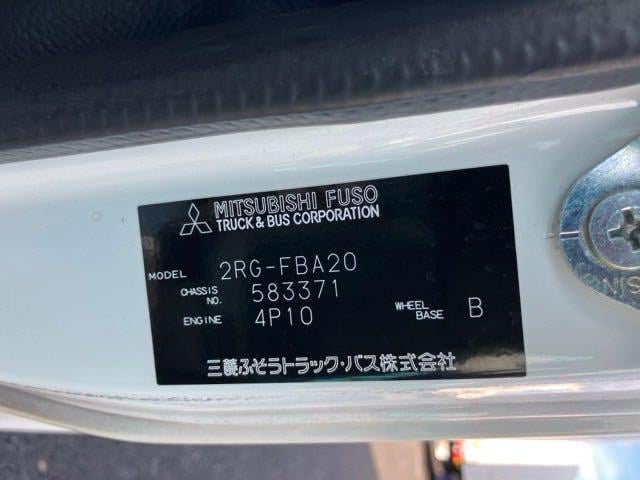 MITSUBISHI FUSO
TRUCK & BUS CORPORATION
MODEL 2RG-FBA20
CHASSIS NO. 583371
ENGINE 4P10 WHEEL BASE B
三菱ふそうトラック・バス株式会社